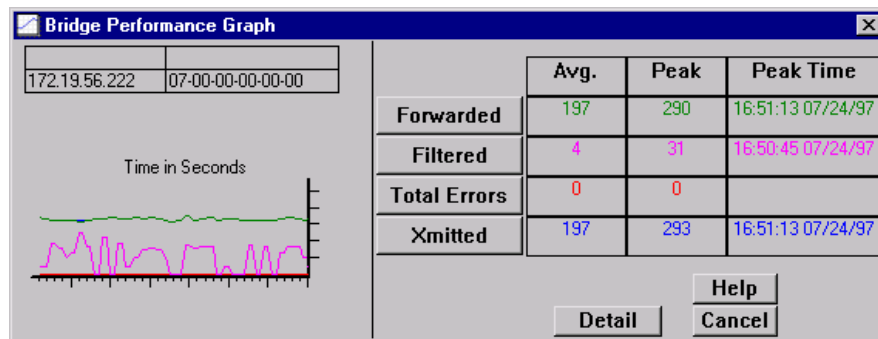 Bridge Performance Graph
172.19.56.222 07-00-00-00-00-00
Time in Seconds
Avg. Peak Peak Time
Forwarded 197 290 16:51:13 07/24/97
Filtered 4 31 16:50:45 07/24/97
Total Errors 0 0
Xmitted 197 293 16:51:13 07/24/97
Help
Detail Cancel